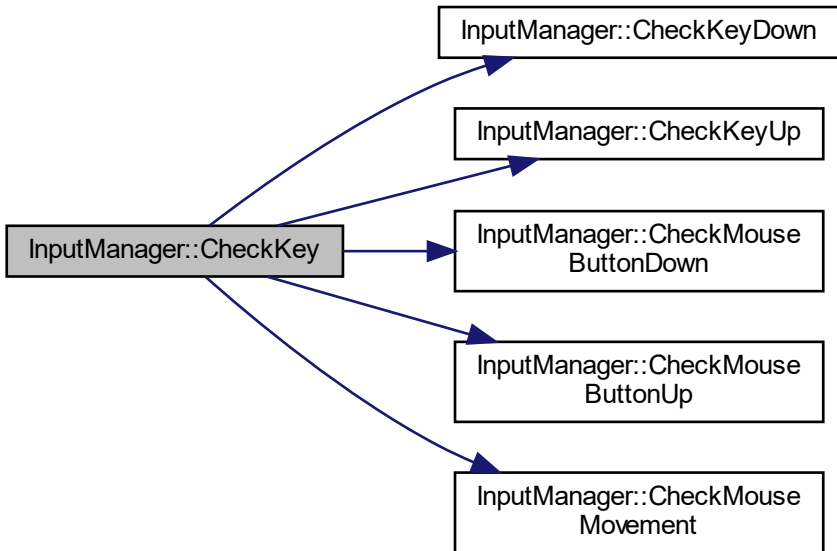 InputManager::CheckKeyDown
InputManager::CheckKeyUp
InputManager::CheckKey
InputManager::CheckMouse
ButtonDown
InputManager::CheckMouse
ButtonUp
InputManager::CheckMouse
Movement